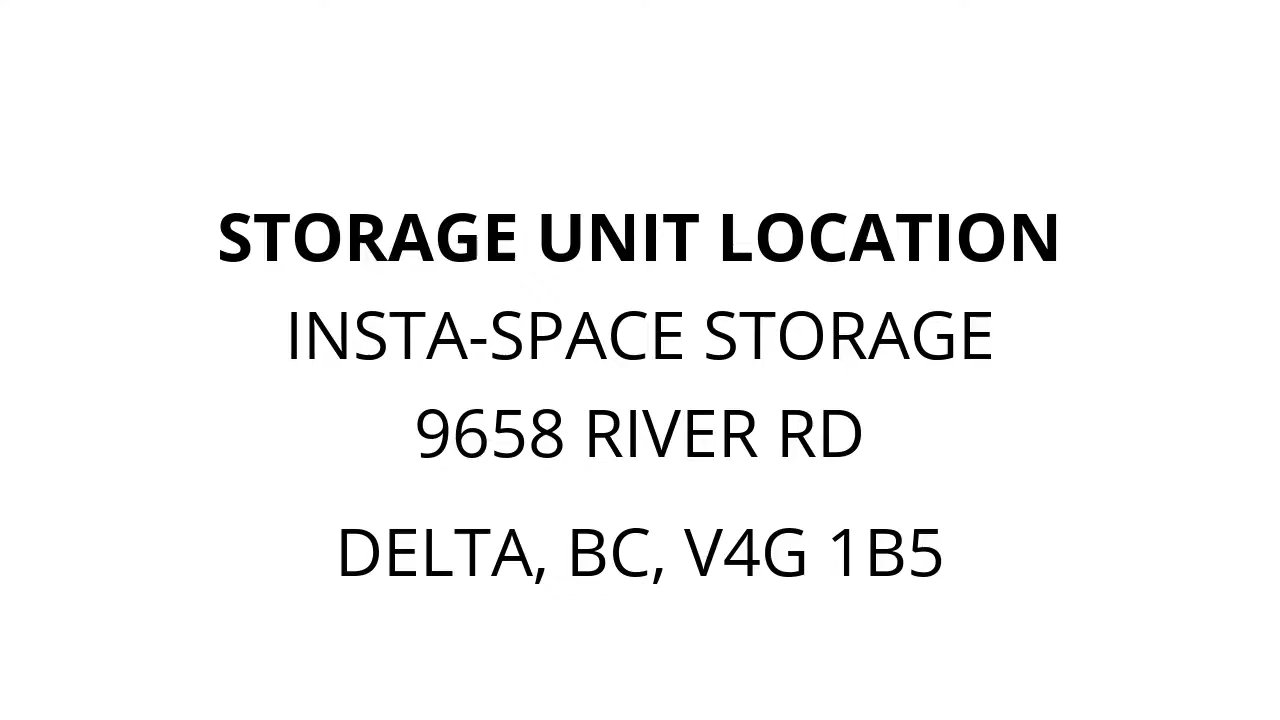 STORAGE UNIT LOCATION
INSTA-SPACE STORAGE
9658 RIVER RD
DELTA, BC, V4G 1B5